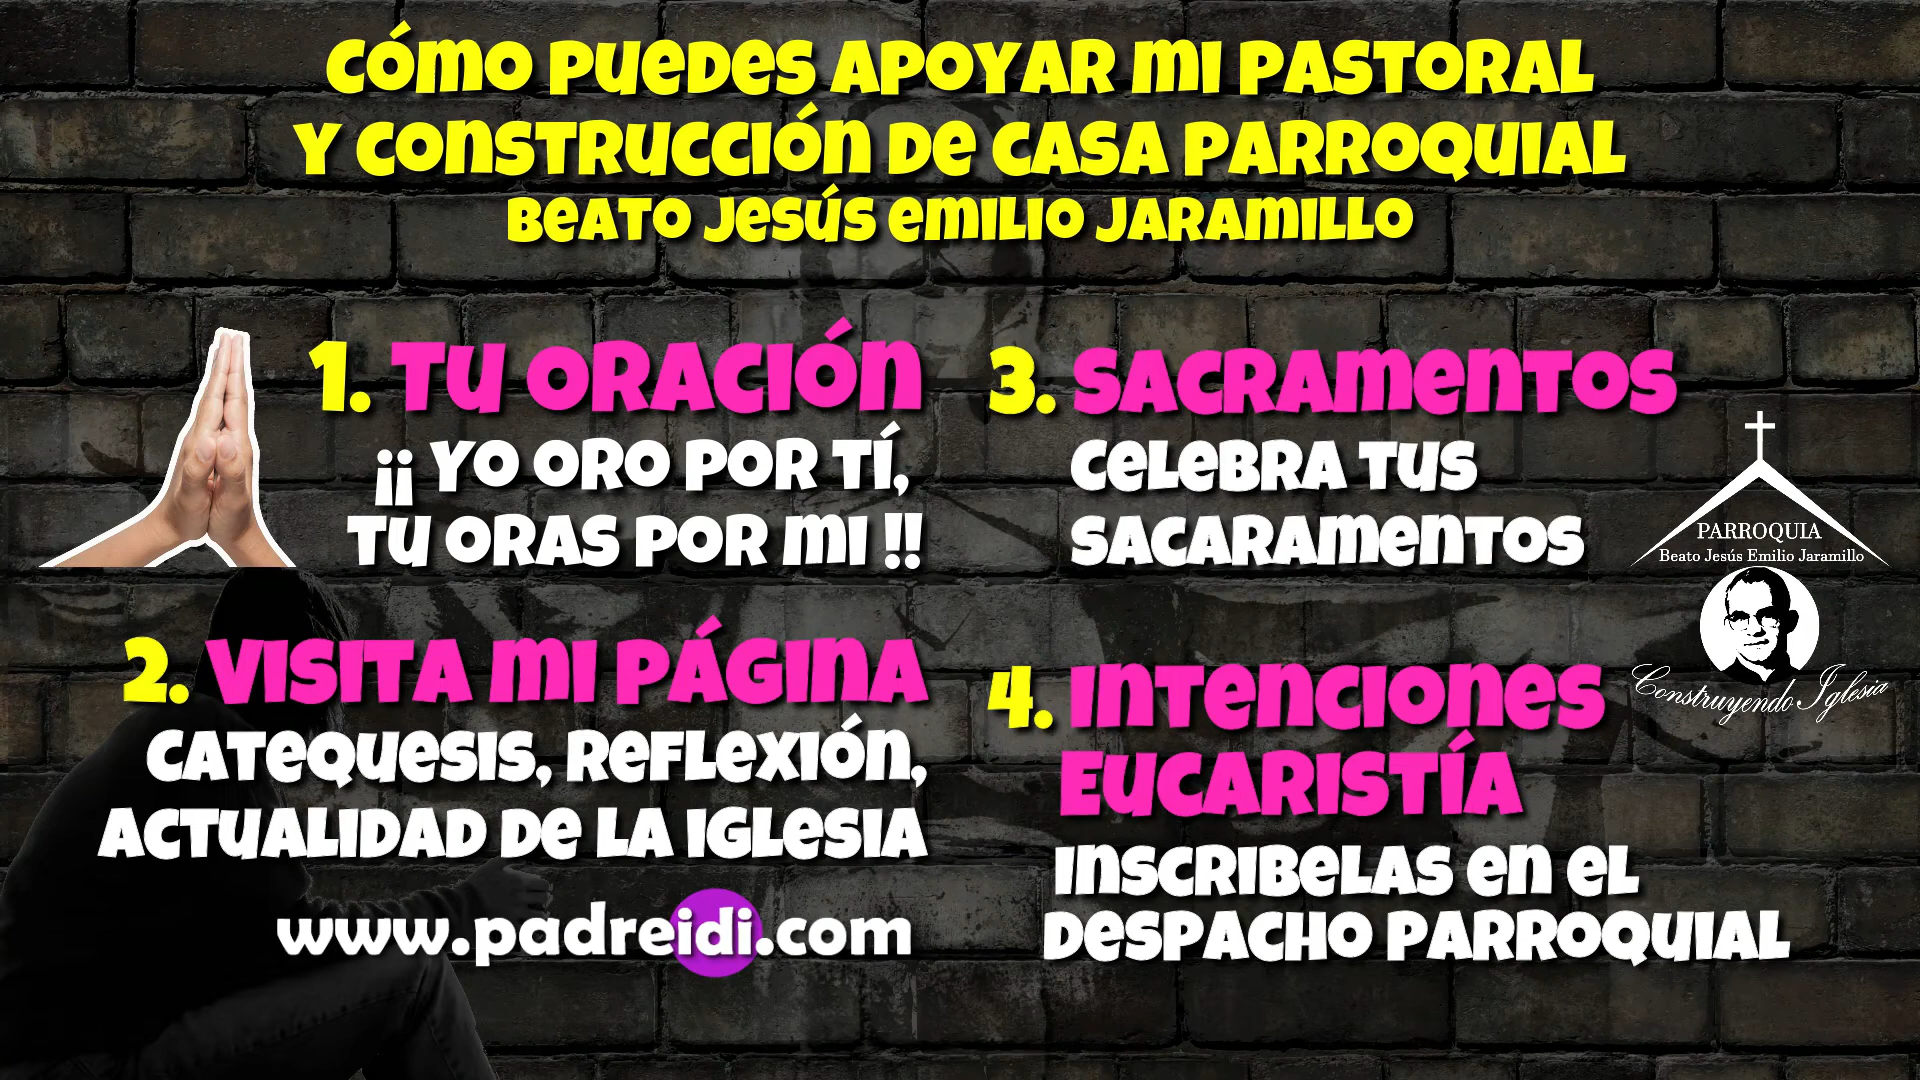 CÓMO PUEDES APOYAR MI PASTORAL
Y CONSTRUCCIÓN DE CASA PARROQUIAL
BEATO JESÚS EMILIO JARAMILLO
1. TU ORACIÓN
¡¡ YO ORO POR TÍ,
TU ORAS POR MI !!
2. VISITA MI PÁGINA
CATEQUESIS, REFLEXIÓN,
ACTUALIDAD DE LA IGLESIA
www.padreidi.com
3. SACRAMENTOS
CELEBRA TUS
SACARAMENTOS
4. INTENCIONES
EUCARISTÍA
INSCRIBELAS EN EL
DESPACHO PARROQUIAL
PARROQUIA
Beato Jesús Emilio Jaramillo
Construyendo Iglesia